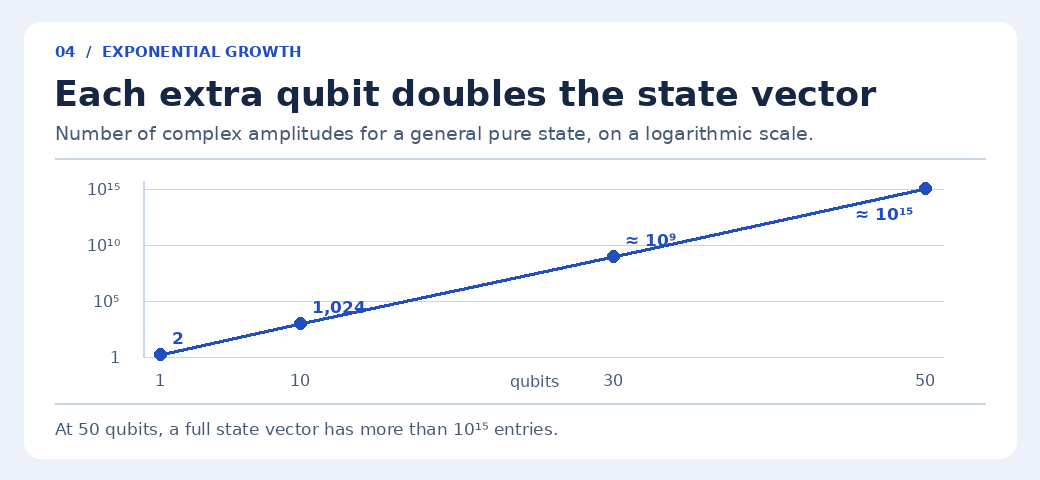 04 / EXPONENTIAL GROWTH
Each extra qubit doubles the state vector
Number of complex amplitudes for a general pure state, on a logarithmic scale.
10¹⁵
≈ 10¹⁵
10¹⁰
≈ 10⁹
10⁵
1,024
2
1
1 10 qubits 30 50
At 50 qubits, a full state vector has more than 10¹⁵ entries.